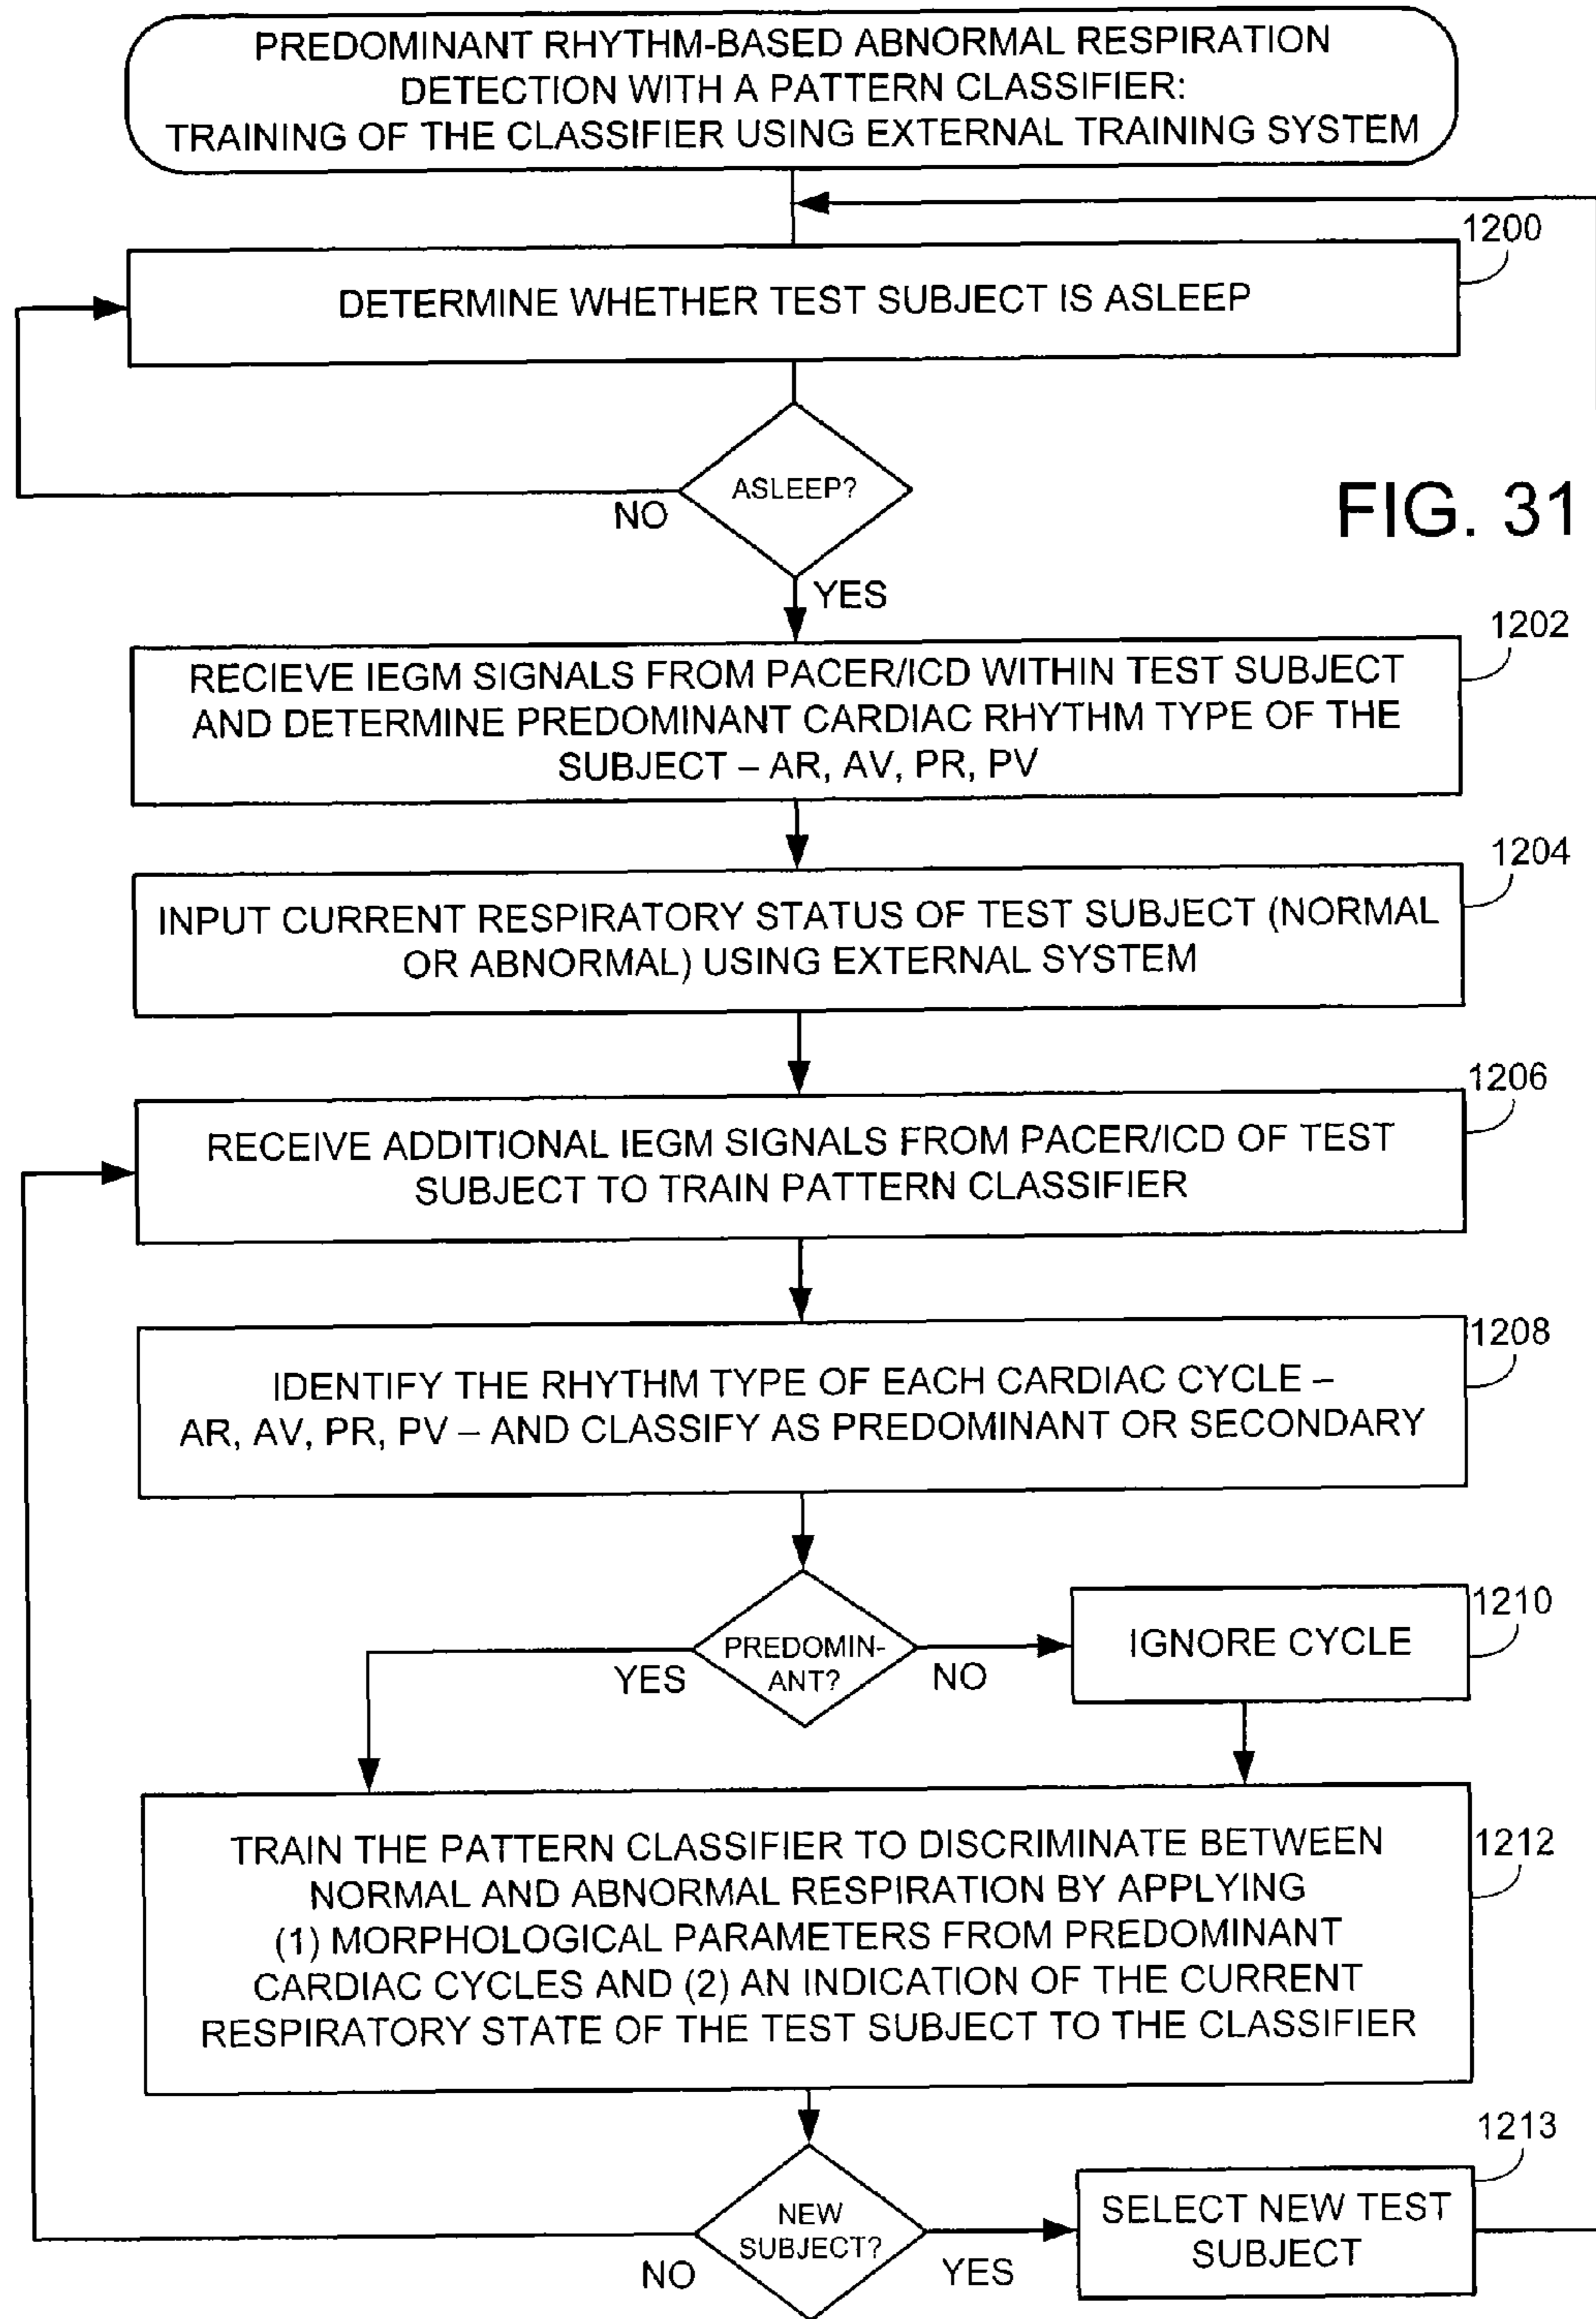 PREDOMINANT RHYTHM-BASED ABNORMAL RESPIRATION
DETECTION WITH A PATTERN CLASSIFIER:
TRAINING OF THE CLASSIFIER USING EXTERNAL TRAINING SYSTEM
1200
DETERMINE WHETHER TEST SUBJECT IS ASLEEP
ASLEEP?
NO
FIG. 31
YES
1202
RECIEVE IEGM SIGNALS FROM PACER/ICD WITHIN TEST SUBJECT
AND DETERMINE PREDOMINANT CARDIAC RHYTHM TYPE OF THE
SUBJECT – AR, AV, PR, PV
1204
INPUT CURRENT RESPIRATORY STATUS OF TEST SUBJECT (NORMAL
OR ABNORMAL) USING EXTERNAL SYSTEM
1206
RECEIVE ADDITIONAL IEGM SIGNALS FROM PACER/ICD OF TEST
SUBJECT TO TRAIN PATTERN CLASSIFIER
1208
IDENTIFY THE RHYTHM TYPE OF EACH CARDIAC CYCLE –
AR, AV, PR, PV – AND CLASSIFY AS PREDOMINANT OR SECONDARY
PREDOMIN-
ANT?
YES
NO
1210
IGNORE CYCLE
1212
TRAIN THE PATTERN CLASSIFIER TO DISCRIMINATE BETWEEN
NORMAL AND ABNORMAL RESPIRATION BY APPLYING
(1) MORPHOLOGICAL PARAMETERS FROM PREDOMINANT
CARDIAC CYCLES AND (2) AN INDICATION OF THE CURRENT
RESPIRATORY STATE OF THE TEST SUBJECT TO THE CLASSIFIER
NEW
SUBJECT?
NO
YES
1213
SELECT NEW TEST
SUBJECT